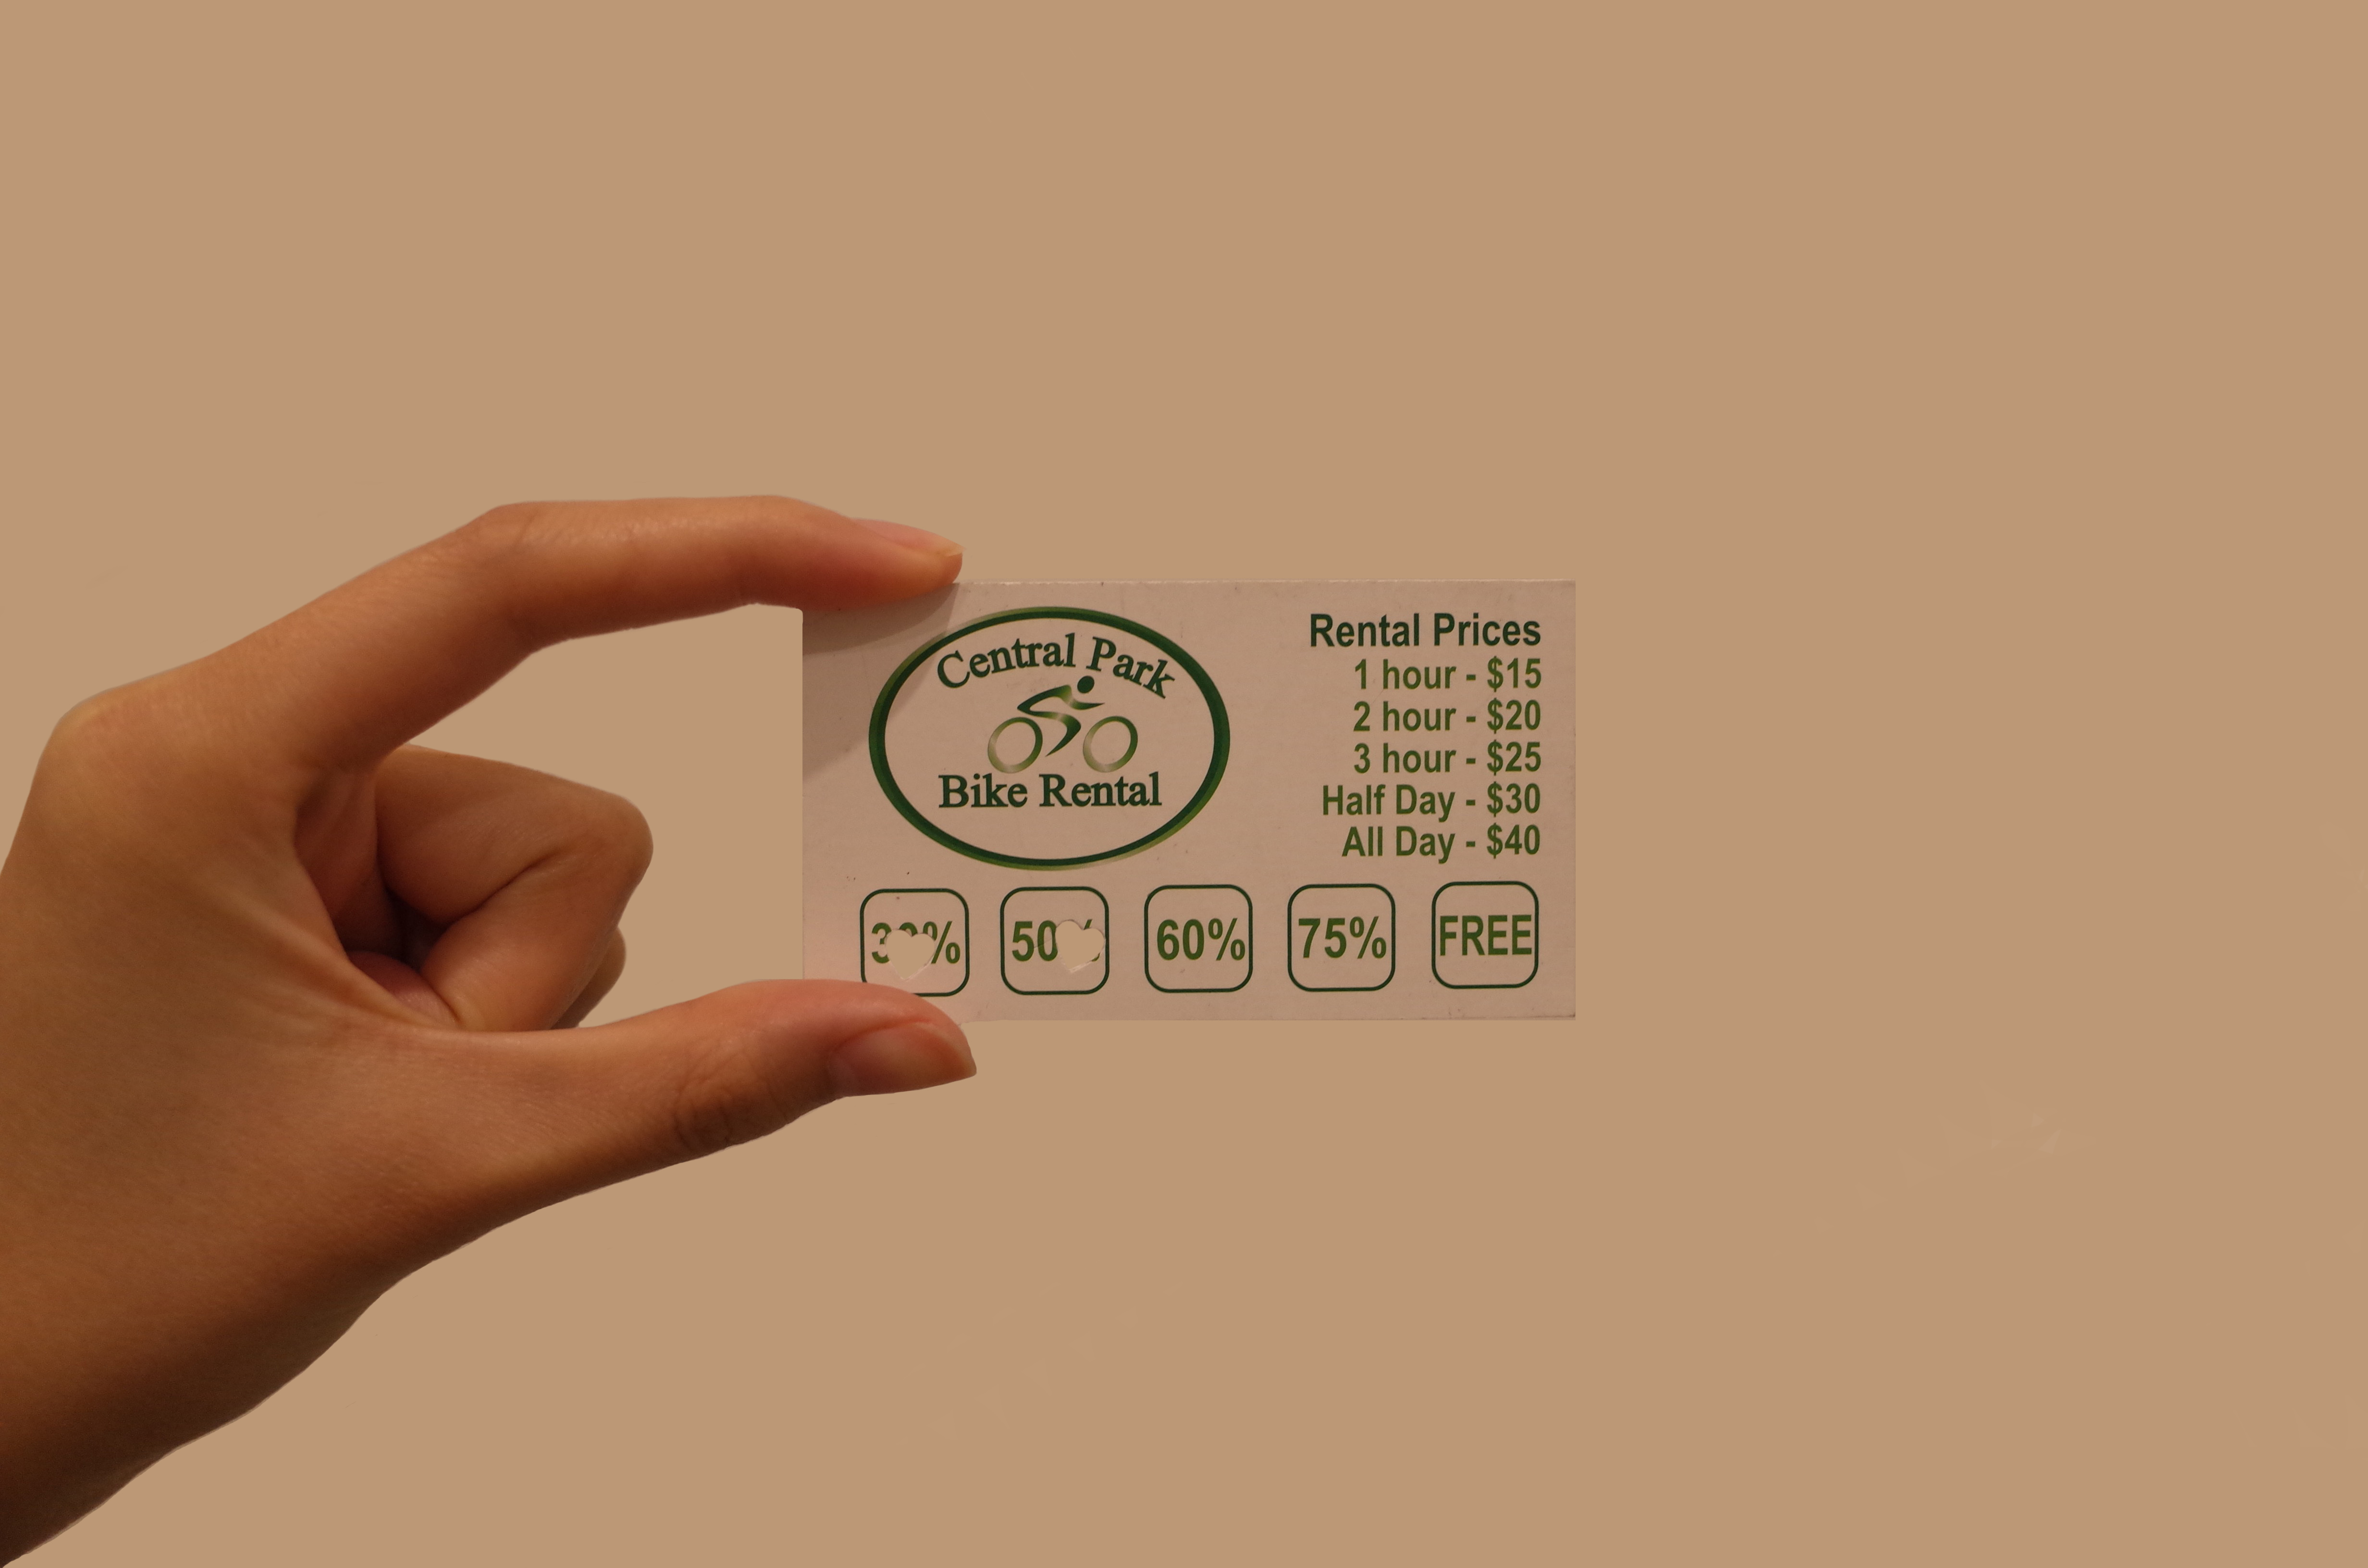 Central Park
Bike Rental
Rental Prices
1 hour - $15
2 hour - $20
3 hour - $25
Half Day - $30
All Day - $40
50% 60% 75% FREE